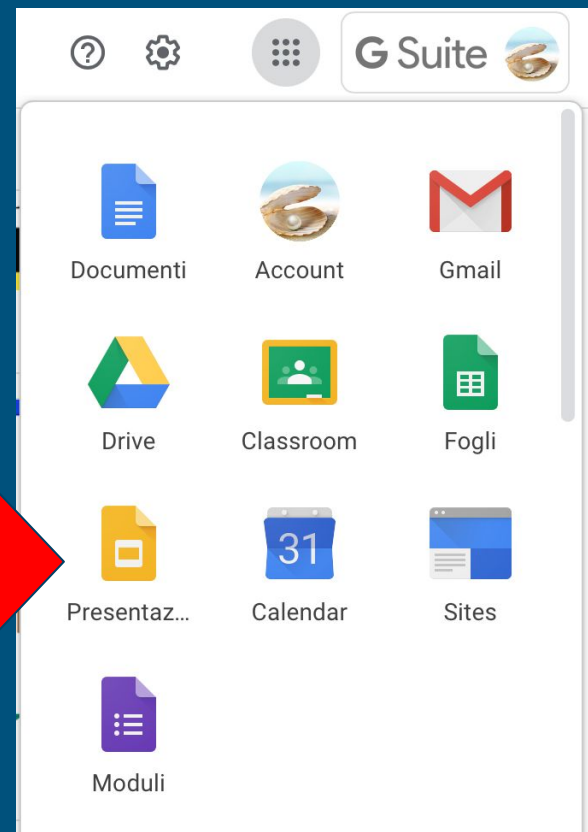 G Suite
Documenti Account Gmail
Drive Classroom Fogli
31
Presentaz... Calendar Sites
Moduli